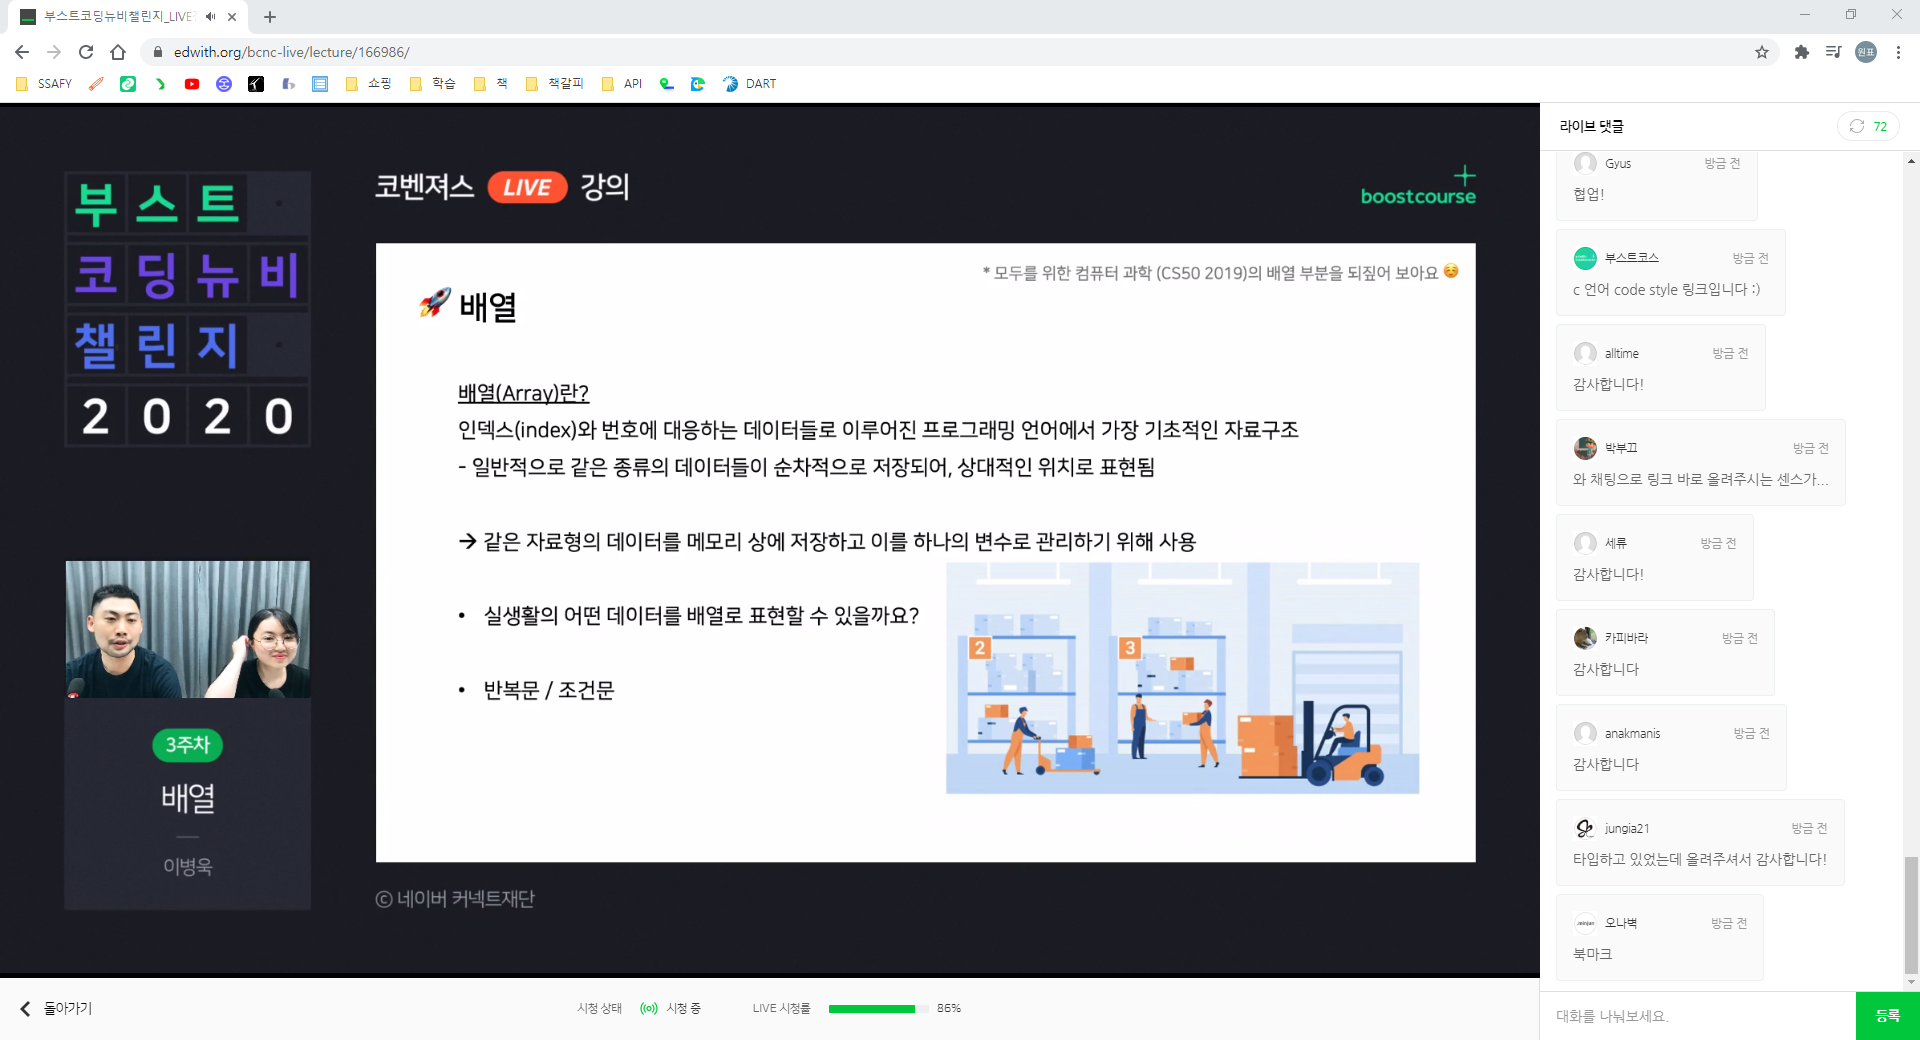 부스트코딩뉴비챌린지_LIVE
edwith.org/bcnc-live/lecture/166986/
원표
SSAFY
쇼핑
학습
책
책갈피
API
DART
부스트
코딩뉴비
챌린지
2020
코벤져스 LIVE 강의
boostcourse
* 모두를 위한 컴퓨터 과학 (CS50 2019)의 배열 부분을 되짚어 보아요
배열
배열(Array)란?
인덱스(index)와 번호에 대응하는 데이터들로 이루어진 프로그래밍 언어에서 가장 기초적인 자료구조
- 일반적으로 같은 종류의 데이터들이 순차적으로 저장되어, 상대적인 위치로 표현됨
→ 같은 자료형의 데이터를 메모리 상에 저장하고 이를 하나의 변수로 관리하기 위해 사용
• 실생활의 어떤 데이터를 배열로 표현할 수 있을까요?
• 반복문 / 조건문
2
3
3주차
배열
이병욱
ⓒ 네이버 커넥트재단
돌아가기
시청 상태
시청 중
LIVE 시청률
86%
라이브 댓글
72
Gyus 방금 전
협업!
부스트코스 방금 전
c 언어 code style 링크입니다 :)
alltime 방금 전
감사합니다!
박부끄 방금 전
와 채팅으로 링크 바로 올려주시는 센스가...
세류 방금 전
감사합니다!
카피바라 방금 전
감사합니다
anakmanis 방금 전
감사합니다
jungia21 방금 전
타입하고 있었는데 올려주셔서 감사합니다!
오나벽 방금 전
북마크
대화를 나눠보세요.
등록